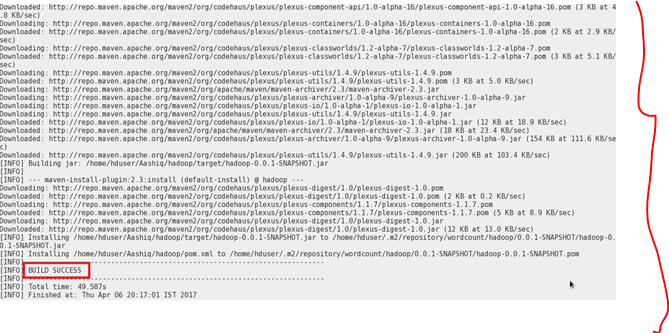 Downloaded: http://repo.maven.apache.org/maven2/org/codehaus/plexus/plexus-component-api/1.0-alpha-16/plexus-component-api-1.0-alpha-16.pom (3 KB at 4
.8 KB/sec)
Downloading: http://repo.maven.apache.org/maven2/org/codehaus/plexus/plexus-containers/1.0-alpha-16/plexus-containers-1.0-alpha-16.pom
Downloaded: http://repo.maven.apache.org/maven2/org/codehaus/plexus/plexus-containers/1.0-alpha-16/plexus-containers-1.0-alpha-16.pom (2 KB at 2.9 KB/
sec)
Downloading: http://repo.maven.apache.org/maven2/org/codehaus/plexus/plexus-classworlds/1.2-alpha-7/plexus-classworlds-1.2-alpha-7.pom
Downloaded: http://repo.maven.apache.org/maven2/org/codehaus/plexus/plexus-classworlds/1.2-alpha-7/plexus-classworlds-1.2-alpha-7.pom (3 KB at 5.1 KB/
sec)
Downloading: http://repo.maven.apache.org/maven2/org/codehaus/plexus/plexus-utils/1.4.9/plexus-utils-1.4.9.pom
Downloaded: http://repo.maven.apache.org/maven2/org/codehaus/plexus/plexus-utils/1.4.9/plexus-utils-1.4.9.pom (3 KB at 5.0 KB/sec)
Downloading: http://repo.maven.apache.org/maven2/org/apache/maven/maven-archiver/2.3/maven-archiver-2.3.jar
Downloading: http://repo.maven.apache.org/maven2/org/codehaus/plexus/plexus-archiver/1.0-alpha-9/plexus-archiver-1.0-alpha-9.jar
Downloading: http://repo.maven.apache.org/maven2/org/codehaus/plexus/plexus-io/1.0-alpha-1/plexus-io-1.0-alpha-1.jar
Downloading: http://repo.maven.apache.org/maven2/org/codehaus/plexus/plexus-utils/1.4.9/plexus-utils-1.4.9.jar
Downloaded: http://repo.maven.apache.org/maven2/org/codehaus/plexus/plexus-io/1.0-alpha-1/plexus-io-1.0-alpha-1.jar (12 KB at 18.9 KB/sec)
Downloaded: http://repo.maven.apache.org/maven2/org/apache/maven/maven-archiver/2.3/maven-archiver-2.3.jar (18 KB at 23.4 KB/sec)
Downloaded: http://repo.maven.apache.org/maven2/org/codehaus/plexus/plexus-archiver/1.0-alpha-9/plexus-archiver-1.0-alpha-9.jar (154 KB at 111.6 KB/se
c)
Downloaded: http://repo.maven.apache.org/maven2/org/codehaus/plexus/plexus-utils/1.4.9/plexus-utils-1.4.9.jar (200 KB at 103.4 KB/sec)
[INFO] Building jar: /home/hduser/Aashiq/hadoop/target/hadoop-0.0.1-SNAPSHOT.jar
[INFO]
[INFO] --- maven-install-plugin:2.3:install (default-install) @ hadoop ---
Downloading: http://repo.maven.apache.org/maven2/org/codehaus/plexus/plexus-digest/1.0/plexus-digest-1.0.pom
Downloaded: http://repo.maven.apache.org/maven2/org/codehaus/plexus/plexus-digest/1.0/plexus-digest-1.0.pom (2 KB at 0.2 KB/sec)
Downloading: http://repo.maven.apache.org/maven2/org/codehaus/plexus/plexus-components/1.1.7/plexus-components-1.1.7.pom
Downloaded: http://repo.maven.apache.org/maven2/org/codehaus/plexus/plexus-components/1.1.7/plexus-components-1.1.7.pom (5 KB at 8.9 KB/sec)
Downloading: http://repo.maven.apache.org/maven2/org/codehaus/plexus/plexus-digest/1.0/plexus-digest-1.0.jar
Downloaded: http://repo.maven.apache.org/maven2/org/codehaus/plexus/plexus-digest/1.0/plexus-digest-1.0.jar (12 KB at 13.0 KB/sec)
[INFO] Installing /home/hduser/Aashiq/hadoop/target/hadoop-0.0.1-SNAPSHOT.jar to /home/hduser/.m2/repository/wordcount/hadoop/0.0.1-SNAPSHOT/hadoop-0.
0.1-SNAPSHOT.jar
[INFO] Installing /home/hduser/Aashiq/hadoop/pom.xml to /home/hduser/.m2/repository/wordcount/hadoop/0.0.1-SNAPSHOT/hadoop-0.0.1-SNAPSHOT.pom
[INFO] ------------------------------------------------------------------------
[INFO] BUILD SUCCESS
[INFO] ------------------------------------------------------------------------
[INFO] Total time: 49.587s
[INFO] Finished at: Thu Apr 06 20:17:01 IST 2017